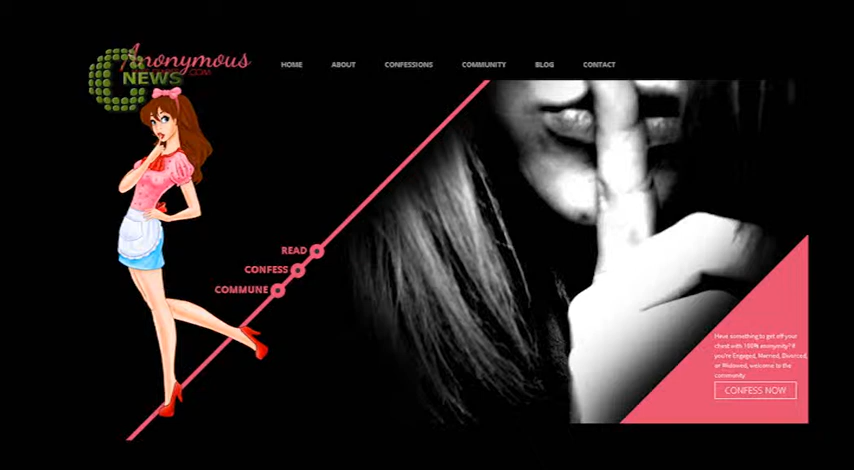 Anonymous
NEWS
HOME ABOUT CONFESSIONS COMMUNITY BLOG CONTACT
READ
CONFESS
COMMUNE
Have something to get off your
chest with 100% anonymity? If
you're Engaged, Married, Divorced,
or Widowed, welcome to the
community.
CONFESS NOW